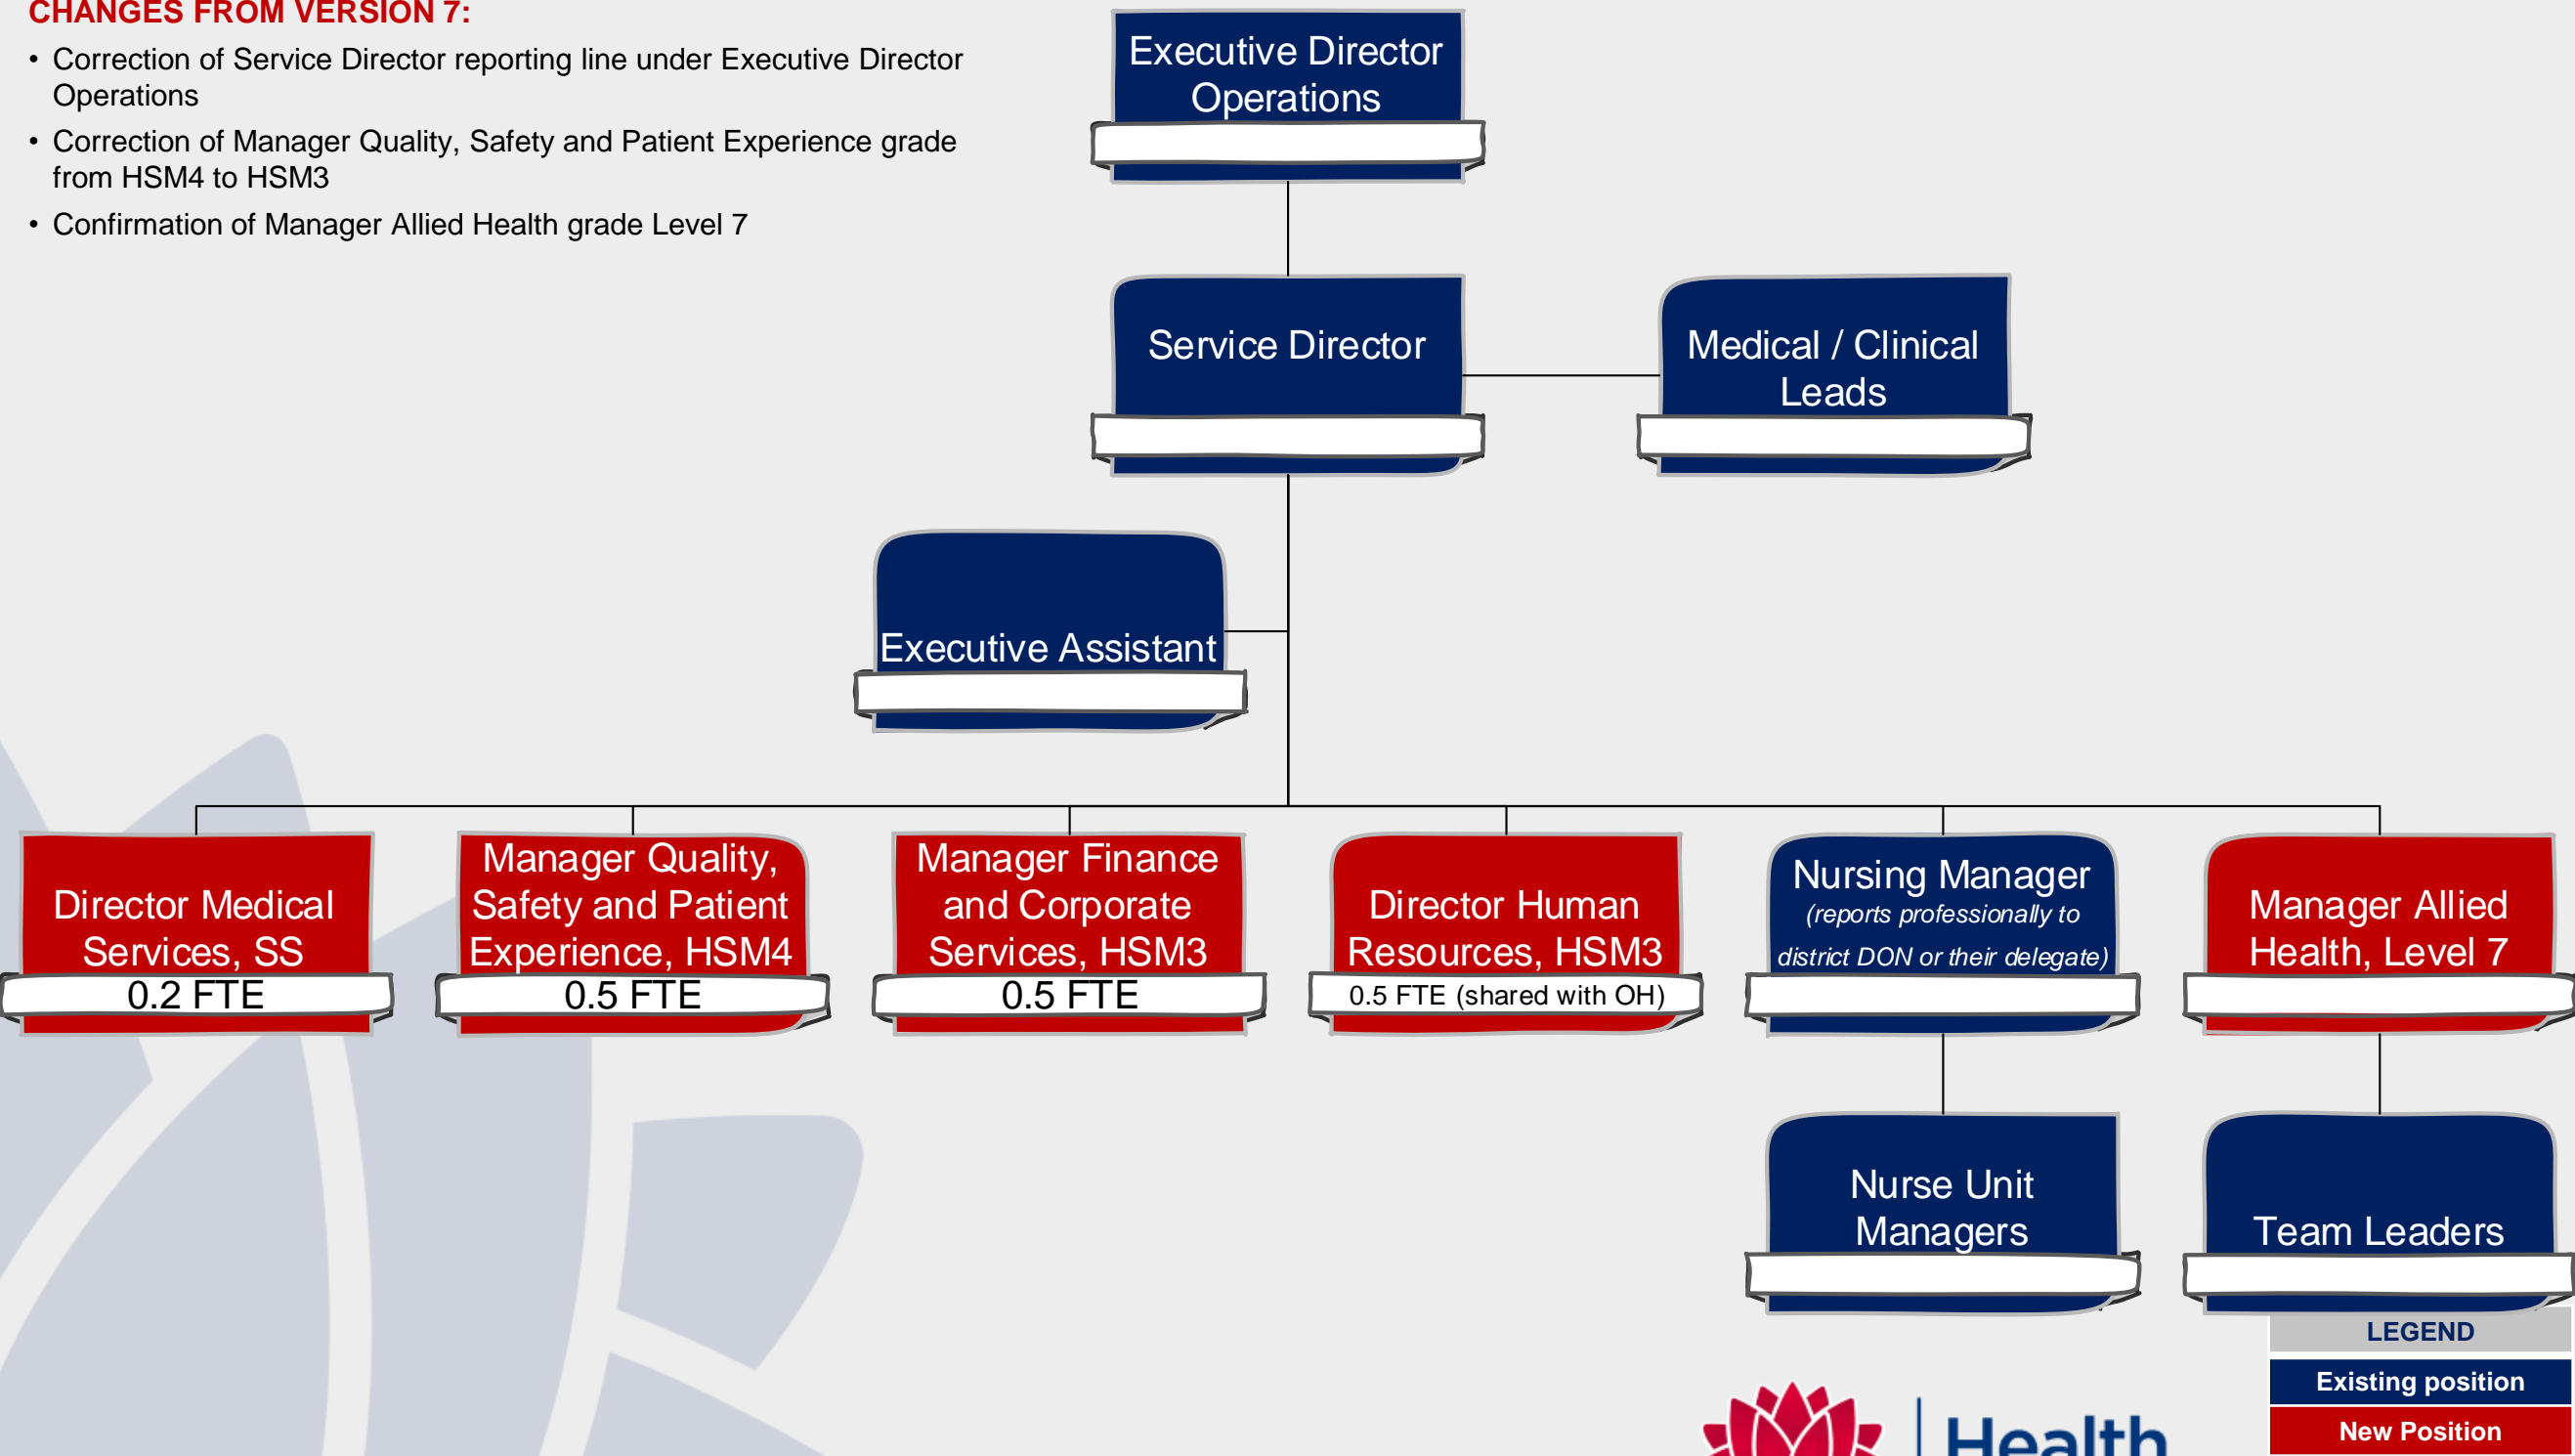 CHANGES FROM VERSION 7:
• Correction of Service Director reporting line under Executive Director
Operations
• Correction of Manager Quality, Safety and Patient Experience grade
from HSM4 to HSM3
• Confirmation of Manager Allied Health grade Level 7
Executive Director
Operations
Service Director
Medical / Clinical
Leads
Executive Assistant
Director Medical
Services, SS
0.2 FTE
Manager Quality,
Safety and Patient
Experience, HSM4
0.5 FTE
Manager Finance
and Corporate
Services, HSM3
0.5 FTE
Director Human
Resources, HSM3
0.5 FTE (shared with OH)
Nursing Manager
(reports professionally to
district DON or their delegate)
Manager Allied
Health, Level 7
Nurse Unit
Managers
Team Leaders
LEGEND
Existing position
New Position
Health